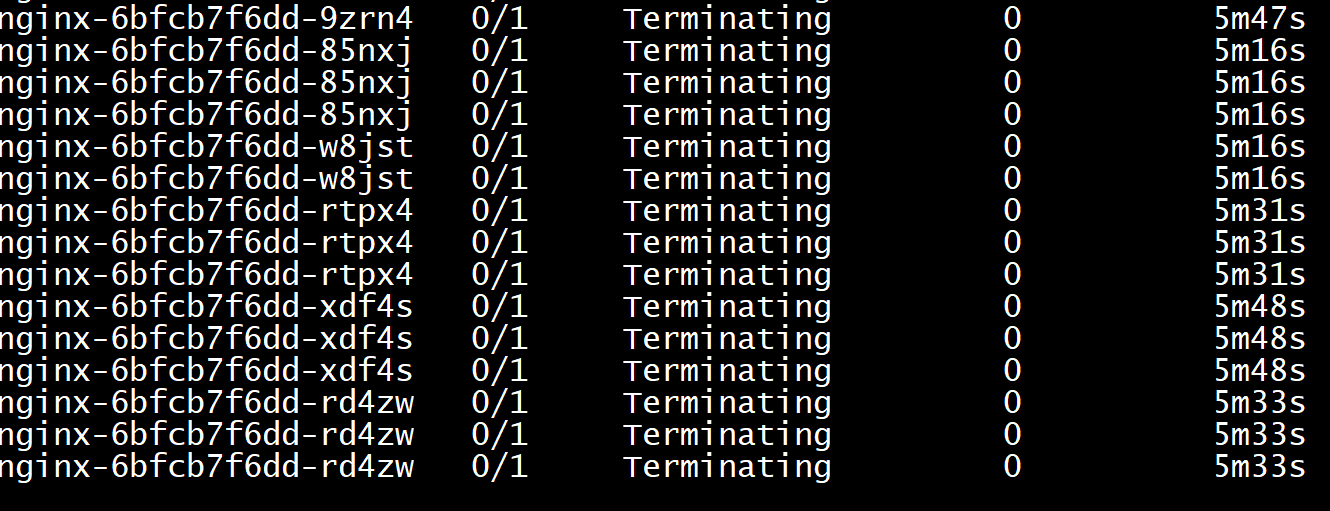 nginx-6bfcb7f6dd-9zrn4 0/1 Terminating 0 5m47s
nginx-6bfcb7f6dd-85nxj 0/1 Terminating 0 5m16s
nginx-6bfcb7f6dd-85nxj 0/1 Terminating 0 5m16s
nginx-6bfcb7f6dd-85nxj 0/1 Terminating 0 5m16s
nginx-6bfcb7f6dd-w8jst 0/1 Terminating 0 5m16s
nginx-6bfcb7f6dd-w8jst 0/1 Terminating 0 5m16s
nginx-6bfcb7f6dd-rtpx4 0/1 Terminating 0 5m31s
nginx-6bfcb7f6dd-rtpx4 0/1 Terminating 0 5m31s
nginx-6bfcb7f6dd-rtpx4 0/1 Terminating 0 5m31s
nginx-6bfcb7f6dd-xdf4s 0/1 Terminating 0 5m48s
nginx-6bfcb7f6dd-xdf4s 0/1 Terminating 0 5m48s
nginx-6bfcb7f6dd-xdf4s 0/1 Terminating 0 5m48s
nginx-6bfcb7f6dd-rd4zw 0/1 Terminating 0 5m33s
nginx-6bfcb7f6dd-rd4zw 0/1 Terminating 0 5m33s
nginx-6bfcb7f6dd-rd4zw 0/1 Terminating 0 5m33s